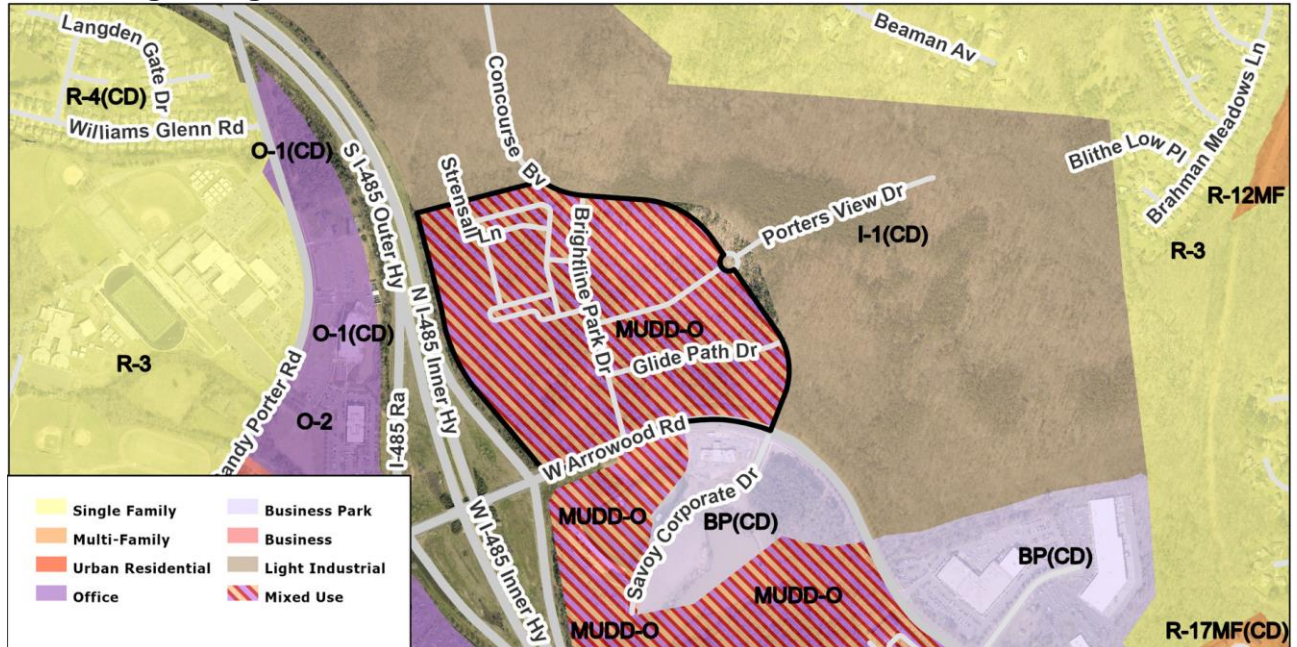 Langden
Gate Dr
R-4(CD)
Williams Glenn Rd
O-1(CD)
S I-485 Outer Hy
Concourse Bv
Beaman Av
Brahman Meadows Ln
Blithe Low Pl
R-12MF
R-3
Strensall
Ln
Brightline Park Dr
Porters View Dr
I-1(CD)
N I-485 Inner Hy
O-1(CD)
MUDD-O
Glide Path Dr
R-3
O-2
I-485 Ra
W Arrowood Rd
W I-485 Inner Hy
MUDD-O
Savoy Corporate Dr
BP(CD)
BP(CD)
MUDD-O
MUDD-O
R-17MF(CD)
Single Family
Multi-Family
Urban Residential
Office
Business Park
Business
Light Industrial
Mixed Use